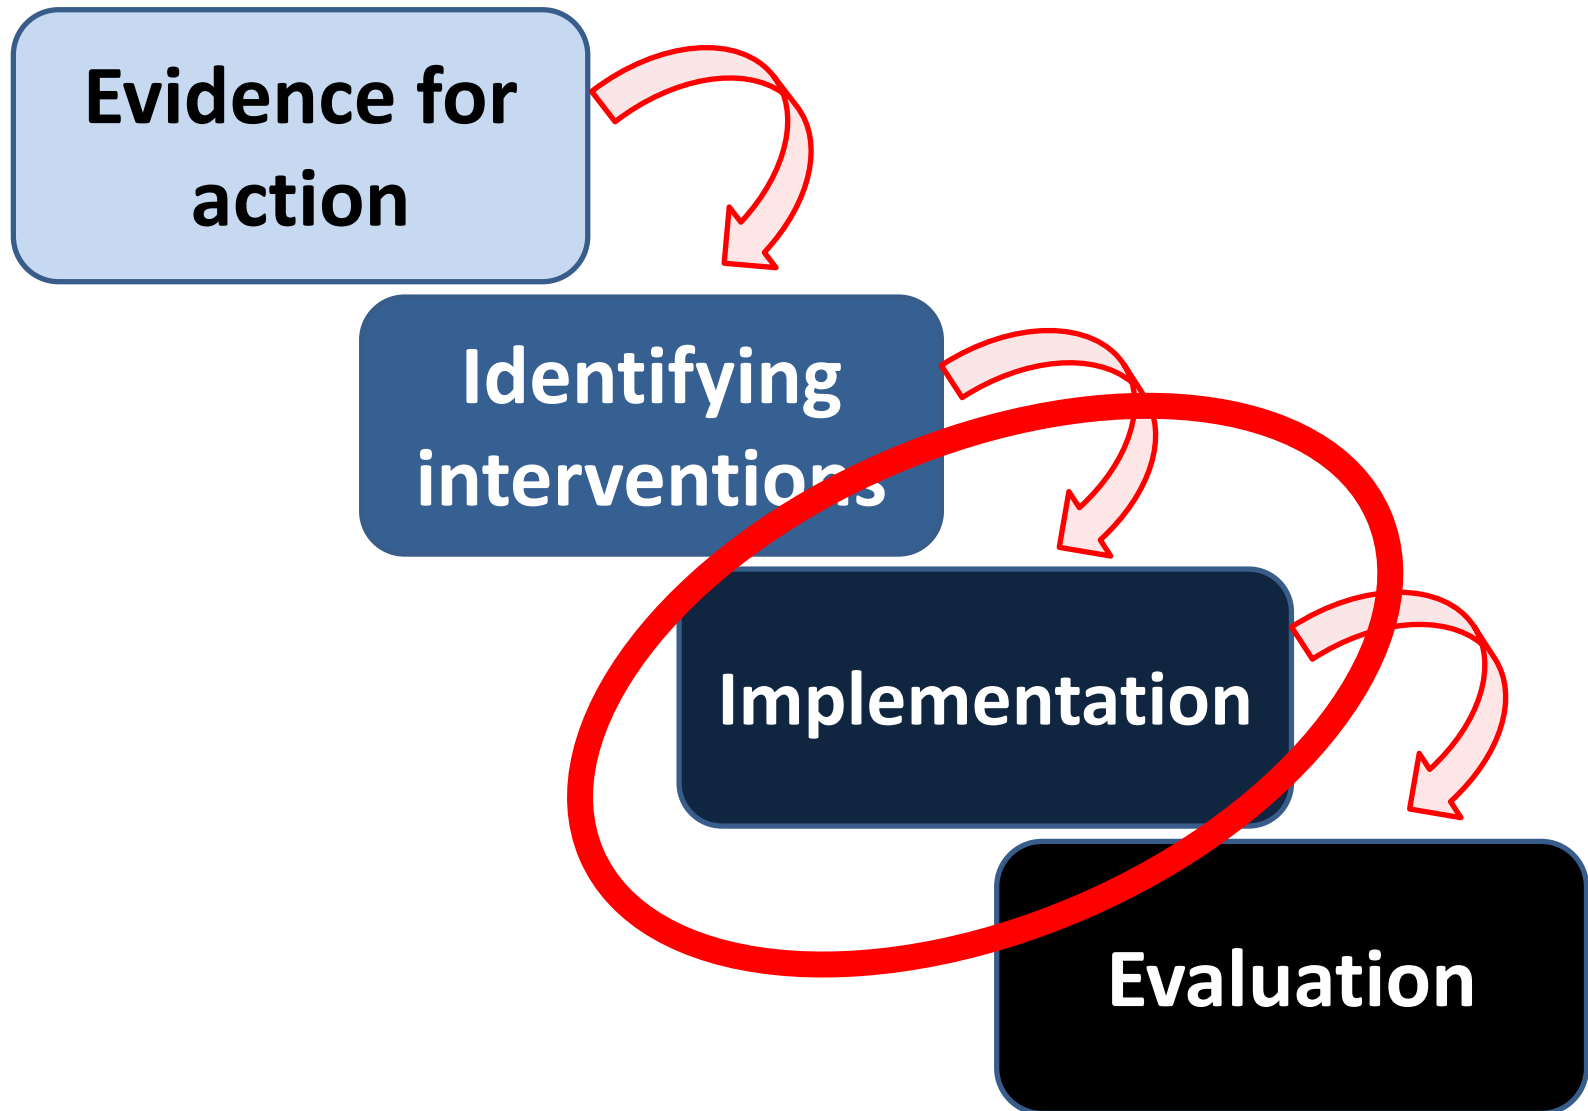 Evidence for
action
Identifying
interventions
Implementation
Evaluation